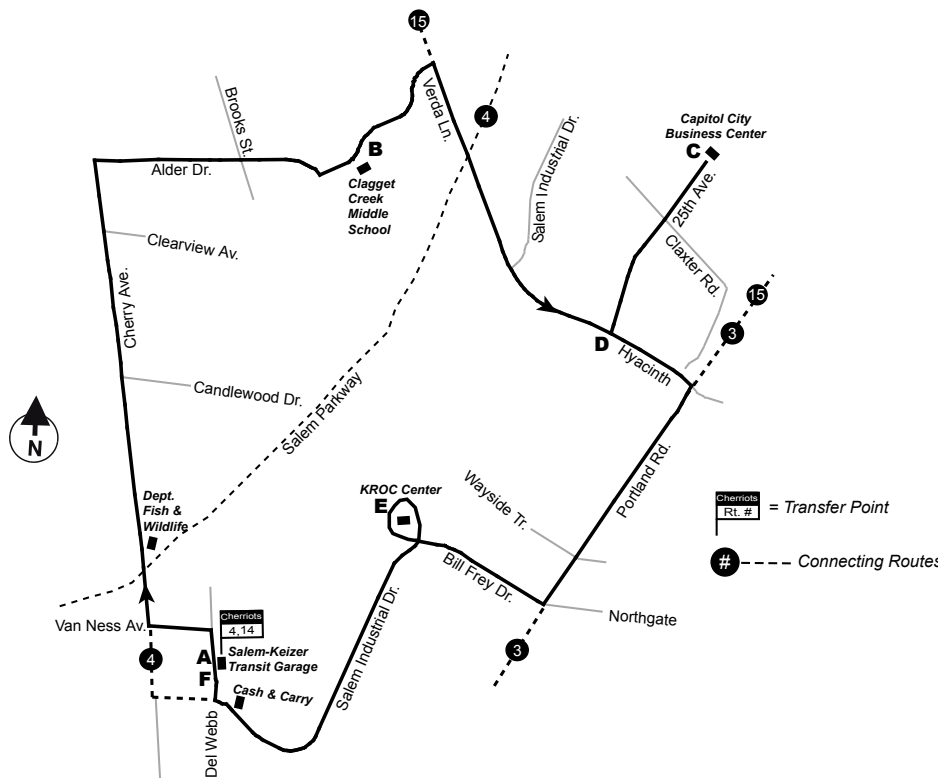 15
Verda Ln.
4
Brooks St.
Alder Dr.
B
Clagget
Creek
Middle
School
Salem Industrial Dr.
Capitol City
Business Center
C
25th Ave.
Claxter Rd.
Clearview Av.
Cherry Ave.
15
3
D
Hyacinth
Candlewood Dr.
Salem Parkway
N
Portland Rd.
Wayside Tr.
KROC Center
E
Dept.
Fish &
Wildlife
Cherriots
Rt. #
= Transfer Point
#
Connecting Routes
Bill Frey Dr.
Northgate
Salem Industrial Dr.
Van Ness Av.
Cherriots
4,14
4
A
Salem-Keizer
Transit Garage
F
Cash & Carry
3
Del Webb